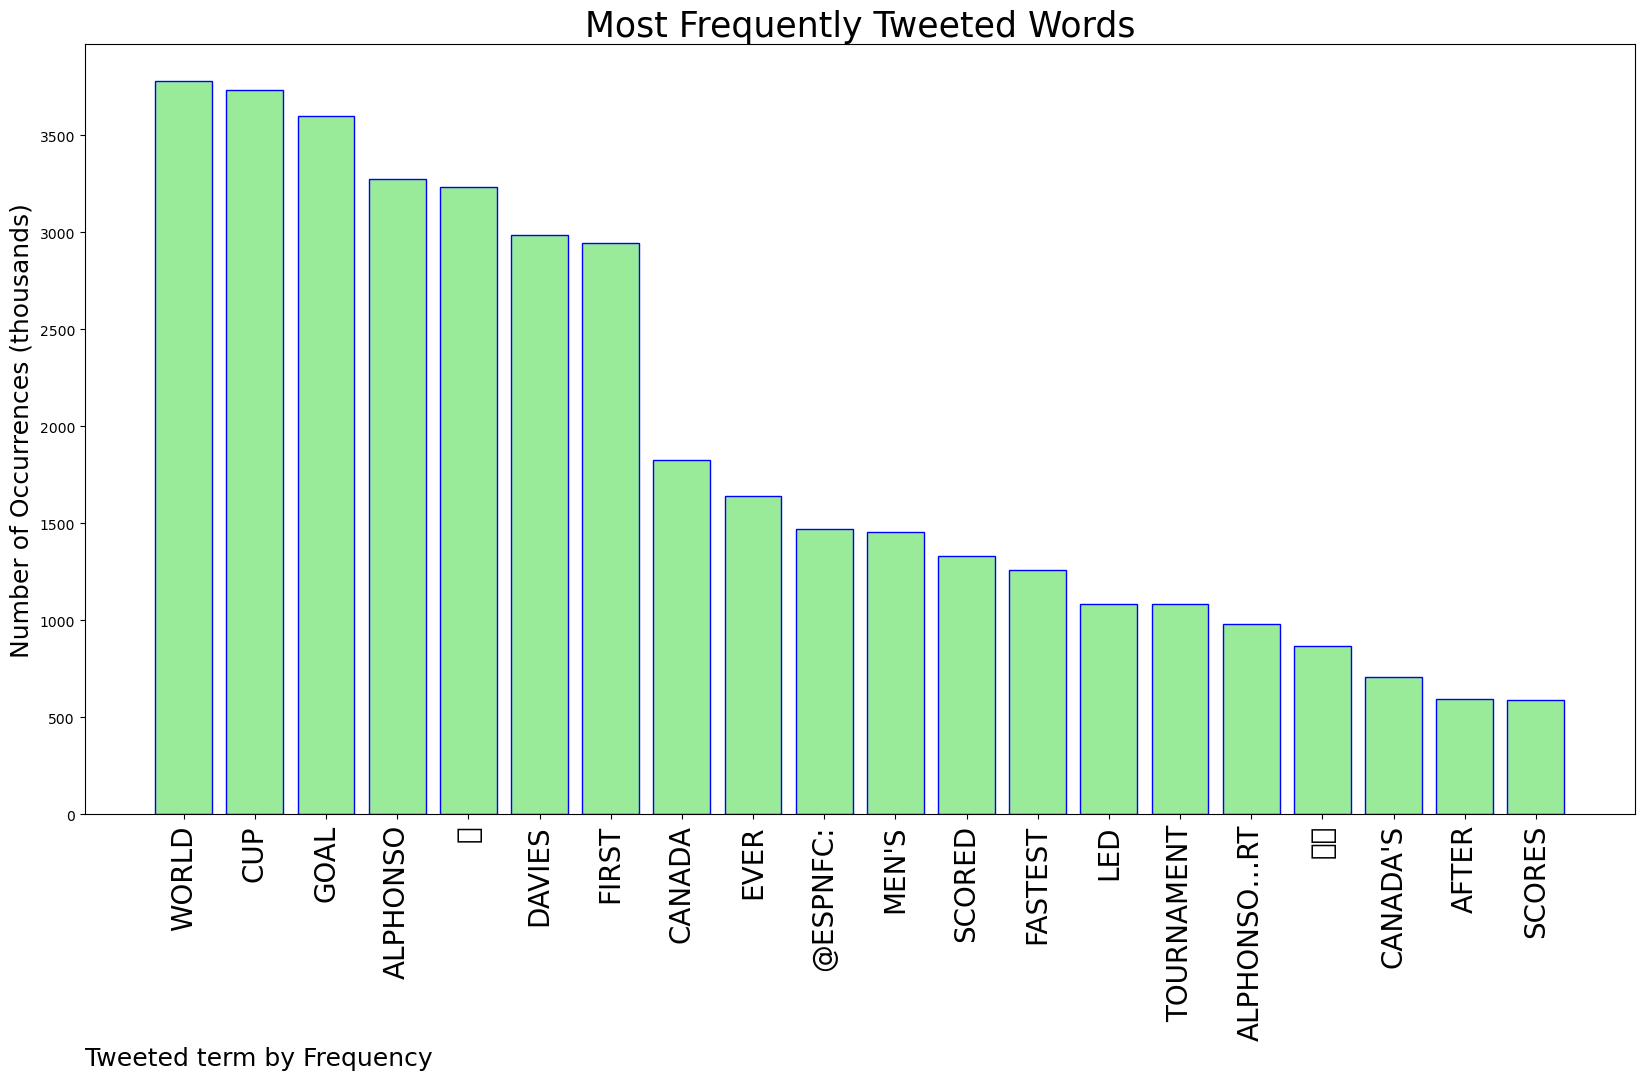 Most Frequently Tweeted Words
Number of Occurrences (thousands)
3500
3000
2500
2000
1500
1000
500
0
WORLD
CUP
GOAL
ALPHONSO
DAVIES
FIRST
CANADA
EVER
@ESPNFC:
MEN'S
SCORED
FASTEST
LED
TOURNAMENT
ALPHONSO…RT
CANADA'S
AFTER
SCORES
Tweeted term by Frequency